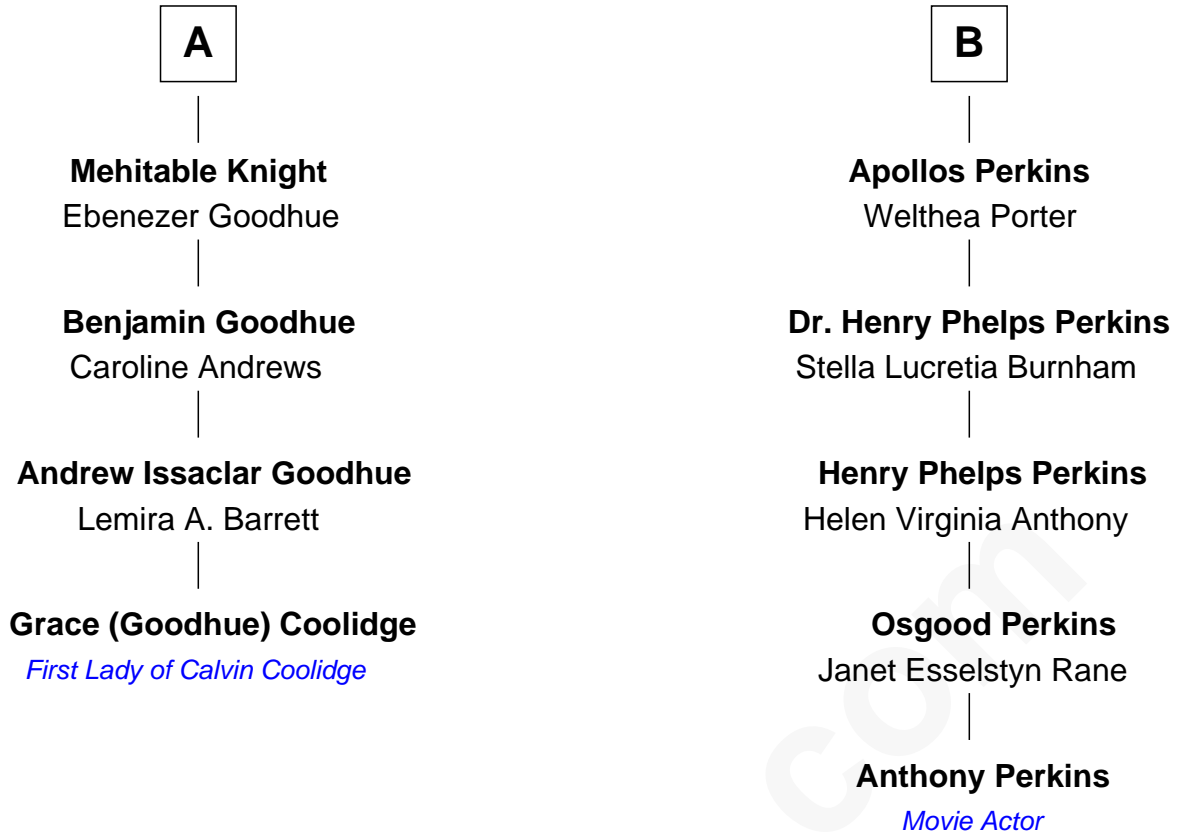 A
Mehitable Knight
Ebenezer Goodhue
Benjamin Goodhue
Caroline Andrews
Andrew Issaclar Goodhue
Lemira A. Barrett
Grace (Goodhue) Coolidge
First Lady of Calvin Coolidge
B
Apollos Perkins
Welthea Porter
Dr. Henry Phelps Perkins
Stella Lucretia Burnham
Henry Phelps Perkins
Helen Virginia Anthony
Osgood Perkins
Janet Esselstyn Rane
Anthony Perkins
Movie Actor
com